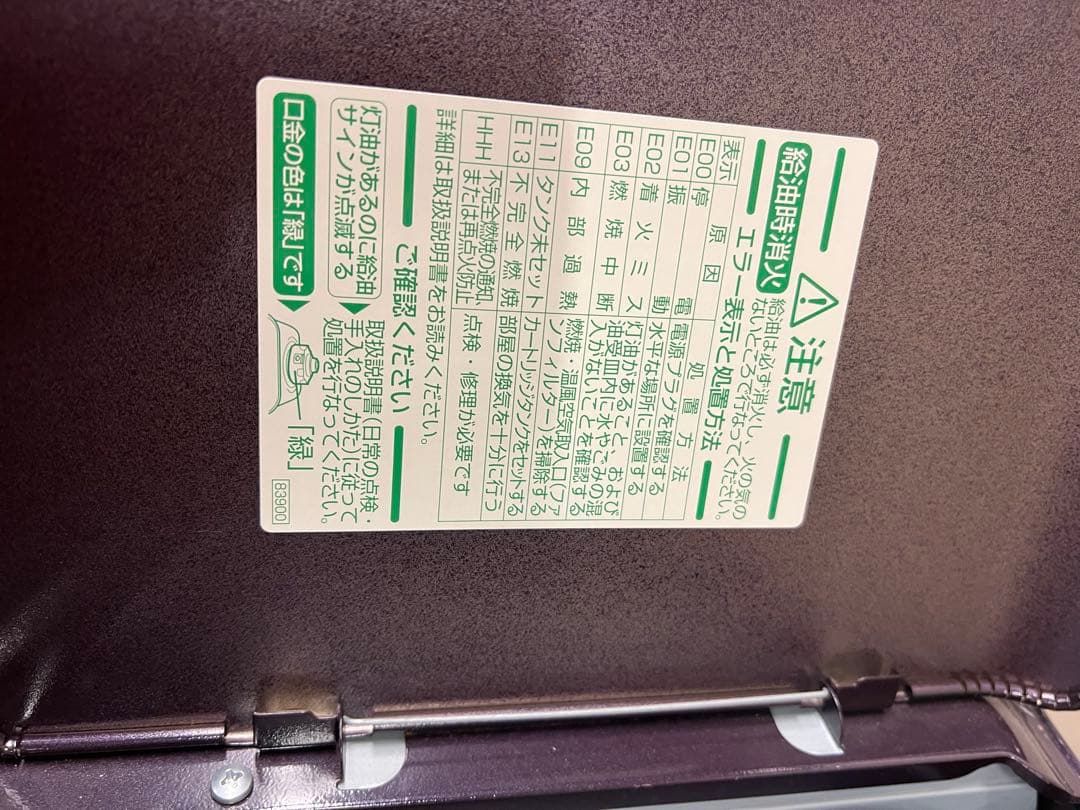 注意
給油時消火
給油は必ず消火し、火の気の
ないところで行なってください。
エラー表示と処置方法
表示 原因 処置方法
E00 停電 電源プラグを確認する
E01 振動 水平な場所に設置する
E02 着火ミス 灯油があること、および
E03 燃焼中断 油受皿内に水やごみの混
入がないことを確認する
E09 内部過熱 燃焼・温風空気取入口(ファ
ンフィルター)を掃除する
E11 タンク未セット カートリッジタンクをセットする
E13 不完全燃焼 部屋の換気を十分に行う
HHH 不完全燃焼の通知、 点検・修理が必要です
または再点火防止
詳細は取扱説明書をお読みください。
ご確認ください
灯油があるのに給油
サインが点滅する
取扱説明書(日常の点検・
手入れのしかた)に従って
処置を行なってください。
口金の色は「緑」です
「緑」
83900